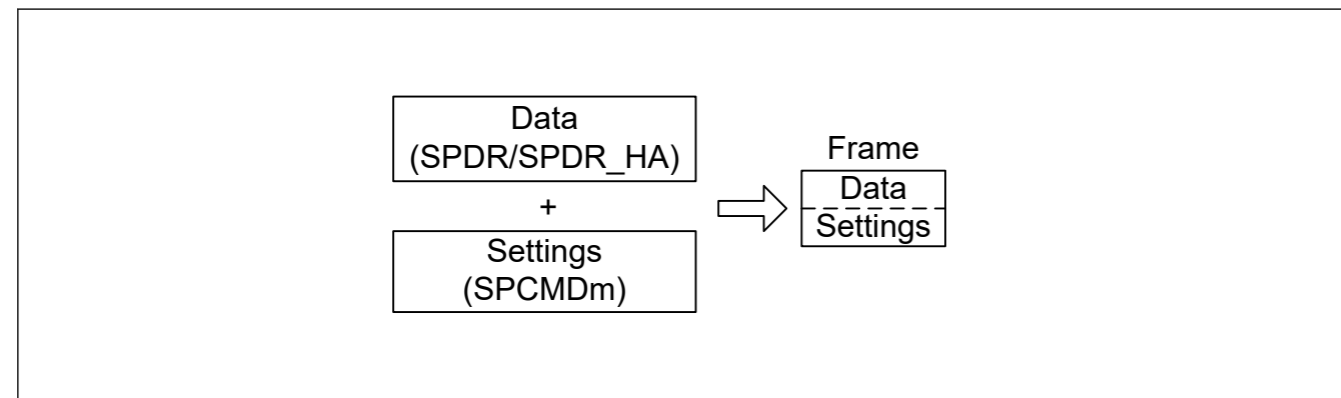 Data
(SPDR/SPDR_HA)
+
Settings
(SPCMDm)
Frame
Data
Settings